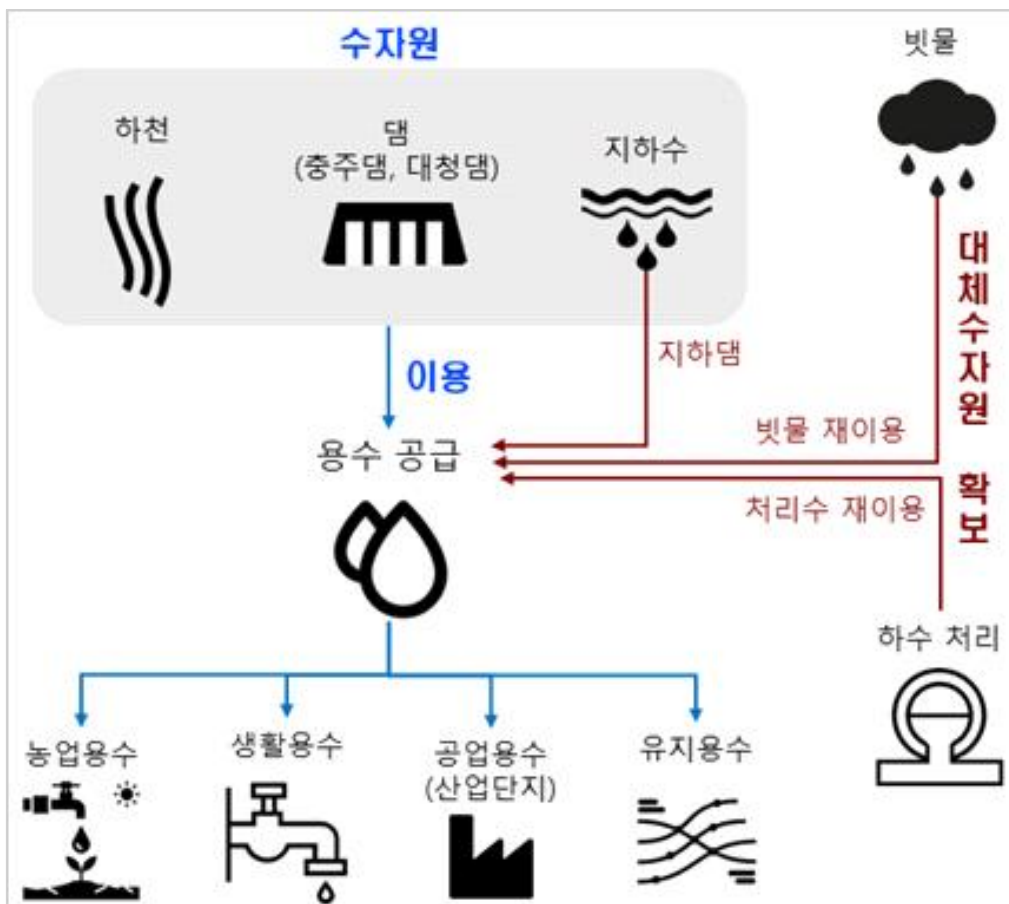 수자원
빗물
하천
댐
(충주댐, 대청댐)
지하수
대체수자원 확보
지하댐
이용
빗물 재이용
용수 공급
처리수 재이용
하수 처리
농업용수
생활용수
공업용수
(산업단지)
유지용수